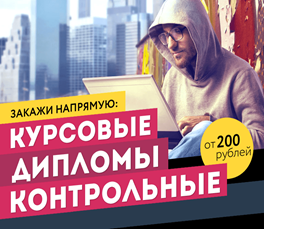 ЗАКАЖИ НАПРЯМУЮ:
КУРСОВЫЕ
ДИПЛОМЫ
КОНТРОЛЬНЫЕ
от 200
рублей